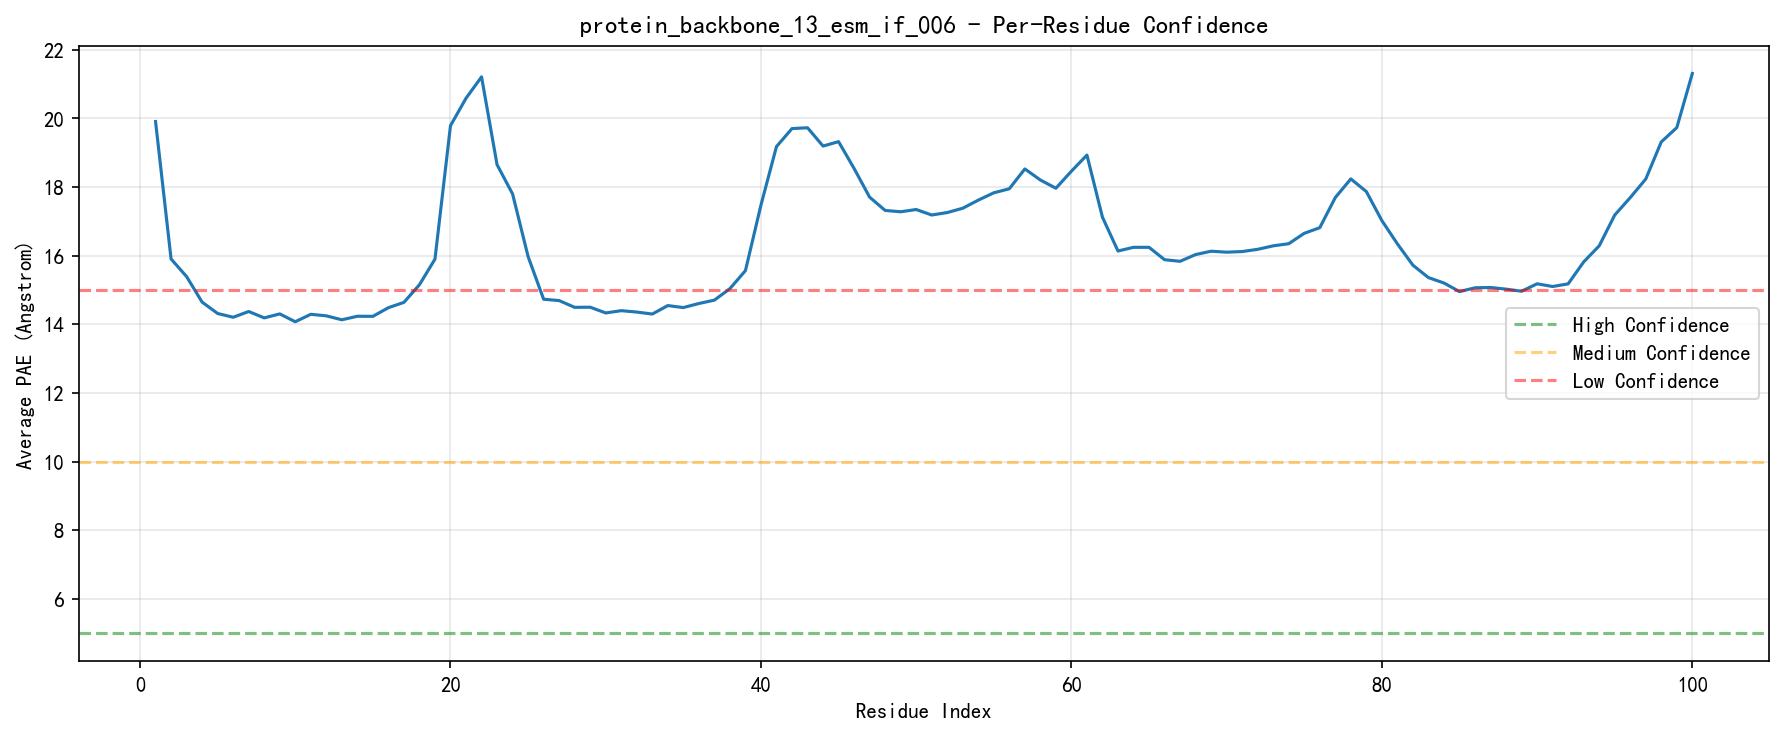 protein_backbone_13_esm_if_006 - Per-Residue Confidence
Average PAE (Angstrom)
22
20
18
16
14
12
10
8
6
High Confidence
Medium Confidence
Low Confidence
0
20
40
60
80
100
Residue Index